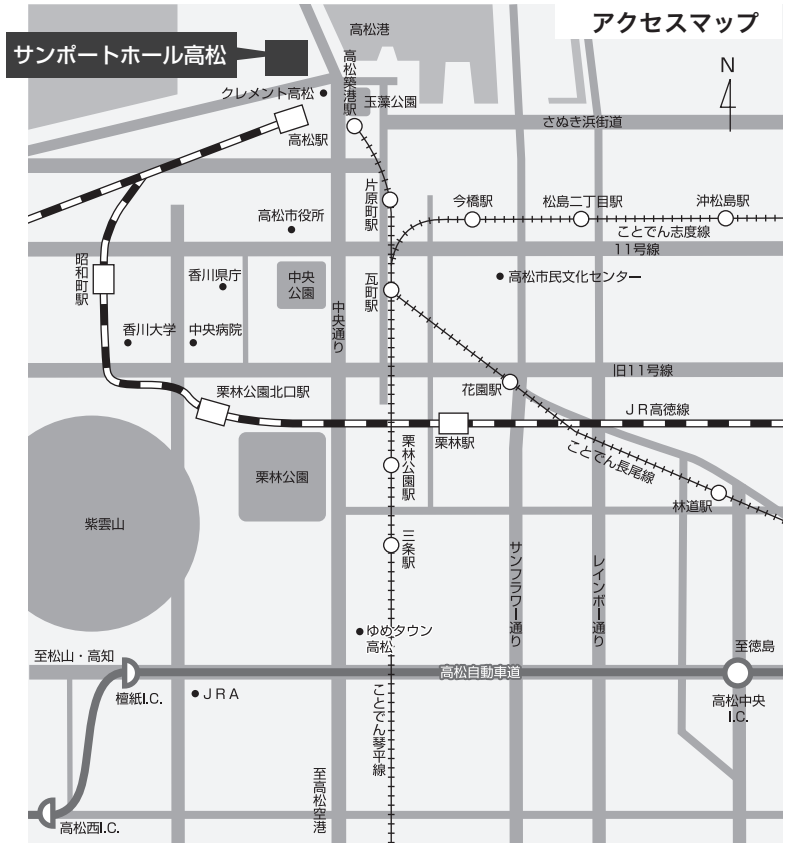 アクセスマップ
サンポートホール高松
高松港
N
クレメント高松
高松築港駅
玉藻公園
高松駅
さぬき浜街道
片原町駅
今橋駅
松島二丁目駅
沖松島駅
ことでん志度線
高松市役所
11号線
昭和町駅
香川県庁
中央
公園
瓦町駅
高松市民文化センター
中央通り
香川大学
中央病院
旧11号線
花園駅
栗林公園北口駅
JR高徳線
栗林駅
ことでん長尾線
栗林公園
栗林公園駅
林道駅
紫雲山
三条駅
サンフラワー通り
レインボー通り
ゆめタウン
高松
至松山・高知
至徳島
高松自動車道
檀紙I.C.
JRA
高松中央
I.C.
ことでん琴平線
至高松空港
高松西I.C.